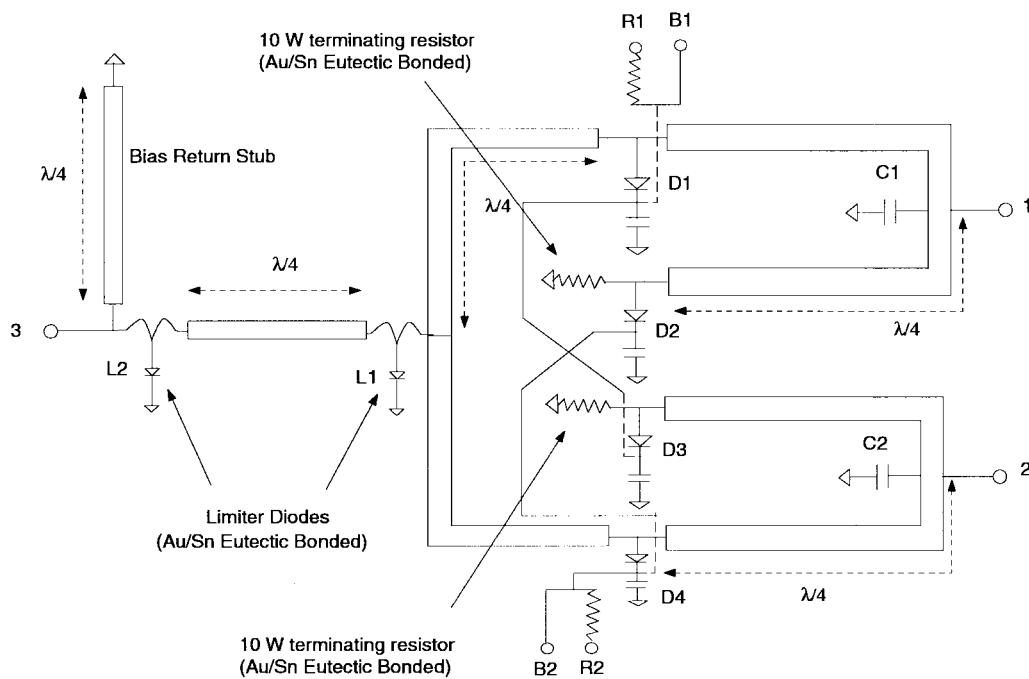 R1
B1
10 W terminating resistor
(Au/Sn Eutectic Bonded)
Bias Return Stub
λ/4
D1
C1
1
λ/4
λ/4
3
λ/4
D2
L2
L1
D3
C2
2
Limiter Diodes
(Au/Sn Eutectic Bonded)
λ/4
D4
10 W terminating resistor
(Au/Sn Eutectic Bonded)
B2
R2